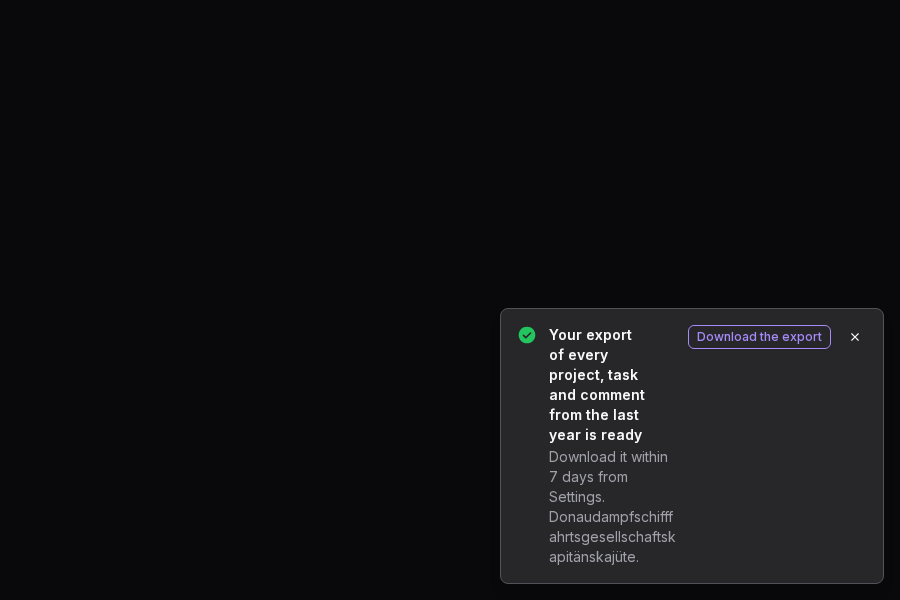 Your export
of every
project, task
and comment
from the last
year is ready
Download the export
Download it within
7 days from
Settings.
Donaudampfschifff
ahrtsgesellschaftsk
apitänskajüte.